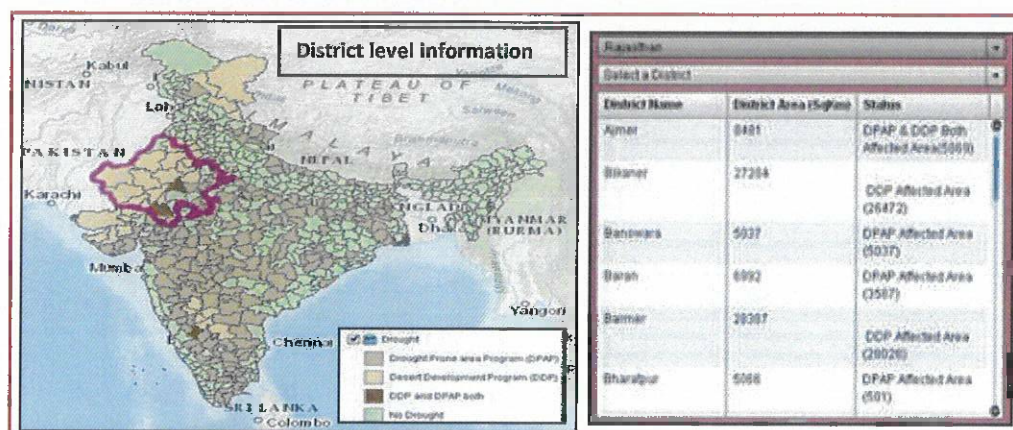 District level information
Kabul
PLATEAU OF
TIBET
NISTAN
PAKISTAN
NEPAL
Karachi
MYANMAR
(BURMA)
Mumba
Yangon
Chennai
SRI LANKA
Colombo
Drought
Drought Prone area Program (DPAP)
Desert Development Program (DDP)
DDP and DPAP both
No Drought
Rajasthan
Select a District
District Name District Area (SqKm) Status
Ajmer 8481 DPAP & DDP Both
Affected Area(5069)
Bikaner 27284
DDP Affected Area
(26472)
Banswara 5037 DPAP Affected Area
(5037)
Baran 6992 DPAP Affected Area
(3587)
Barmer 28387
DDP Affected Area
(28026)
Bharatpur 5066 DPAP Affected Area
(501)